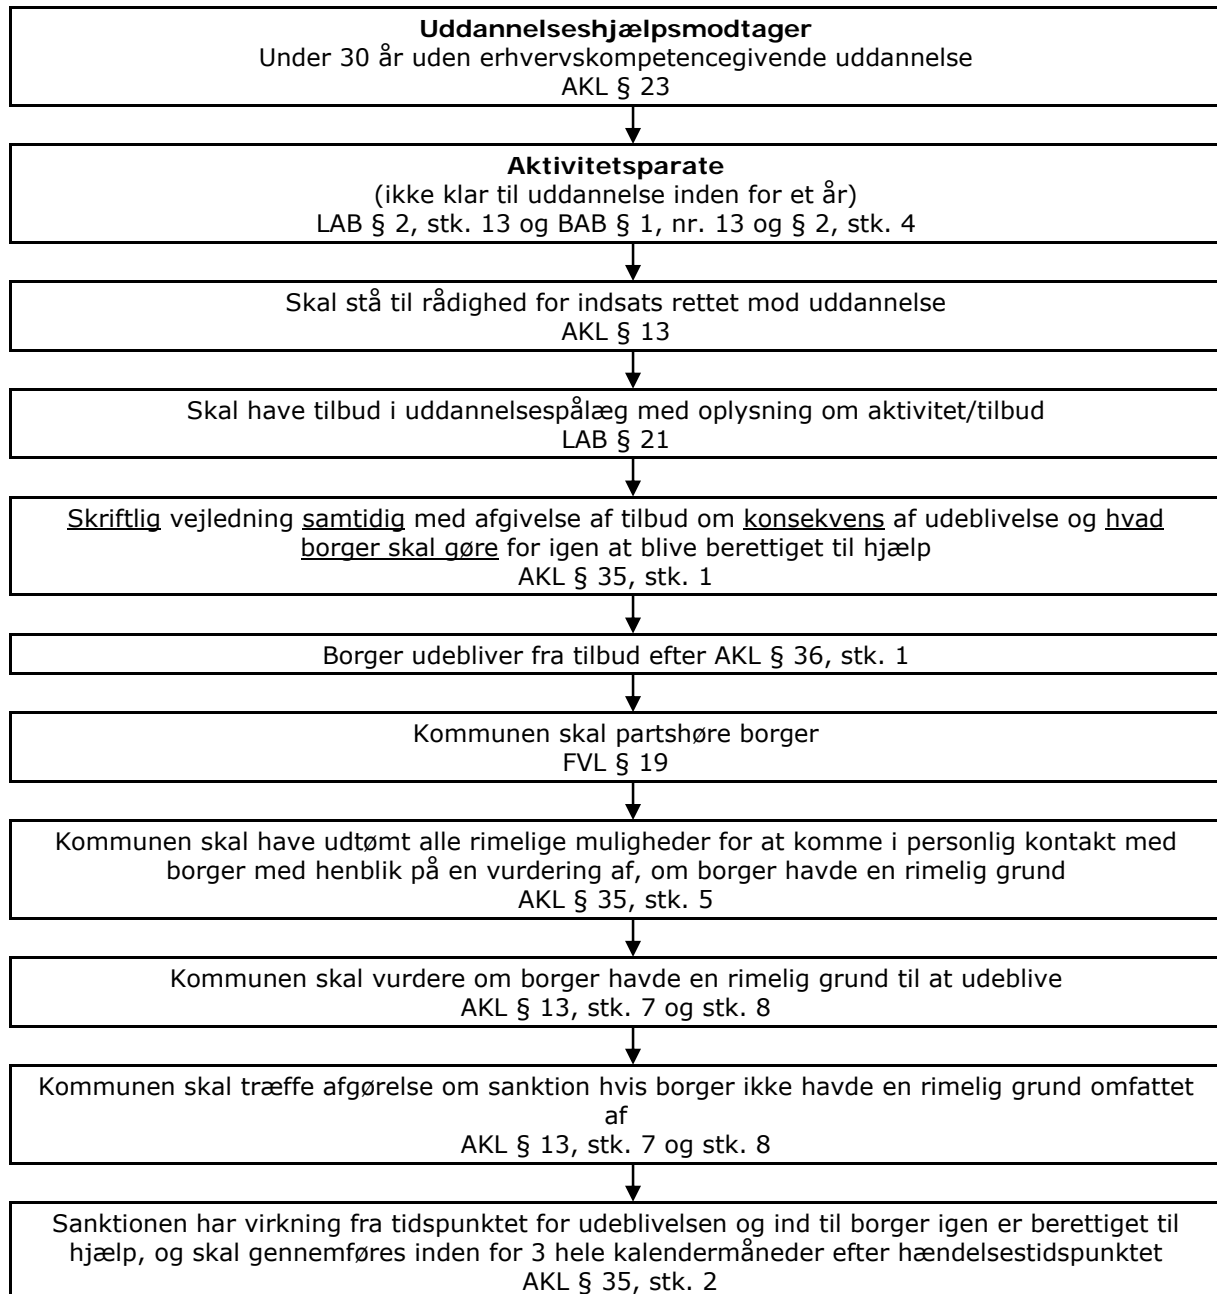 Uddannelseshjælpsmodtager
Under 30 år uden erhvervskompetencegivende uddannelse
AKL § 23
Aktivitetsparate
(ikke klar til uddannelse inden for et år)
LAB § 2, stk. 13 og BAB § 1, nr. 13 og § 2, stk. 4
Skal stå til rådighed for indsats rettet mod uddannelse
AKL § 13
Skal have tilbud i uddannelsespålæg med oplysning om aktivitet/tilbud
LAB § 21
Skriftlig vejledning samtidig med afgivelse af tilbud om konsekvens af udeblivelse og hvad
borger skal gøre for igen at blive berettiget til hjælp
AKL § 35, stk. 1
Borger udebliver fra tilbud efter AKL § 36, stk. 1
Kommunen skal partshøre borger
FVL § 19
Kommunen skal have udtømt alle rimelige muligheder for at komme i personlig kontakt med
borger med henblik på en vurdering af, om borger havde en rimelig grund
AKL § 35, stk. 5
Kommunen skal vurdere om borger havde en rimelig grund til at udeblive
AKL § 13, stk. 7 og stk. 8
Kommunen skal træffe afgørelse om sanktion hvis borger ikke havde en rimelig grund omfattet
af
AKL § 13, stk. 7 og stk. 8
Sanktionen har virkning fra tidspunktet for udeblivelsen og ind til borger igen er berettiget til
hjælp, og skal gennemføres inden for 3 hele kalendermåneder efter hændelsestidspunktet
AKL § 35, stk. 2